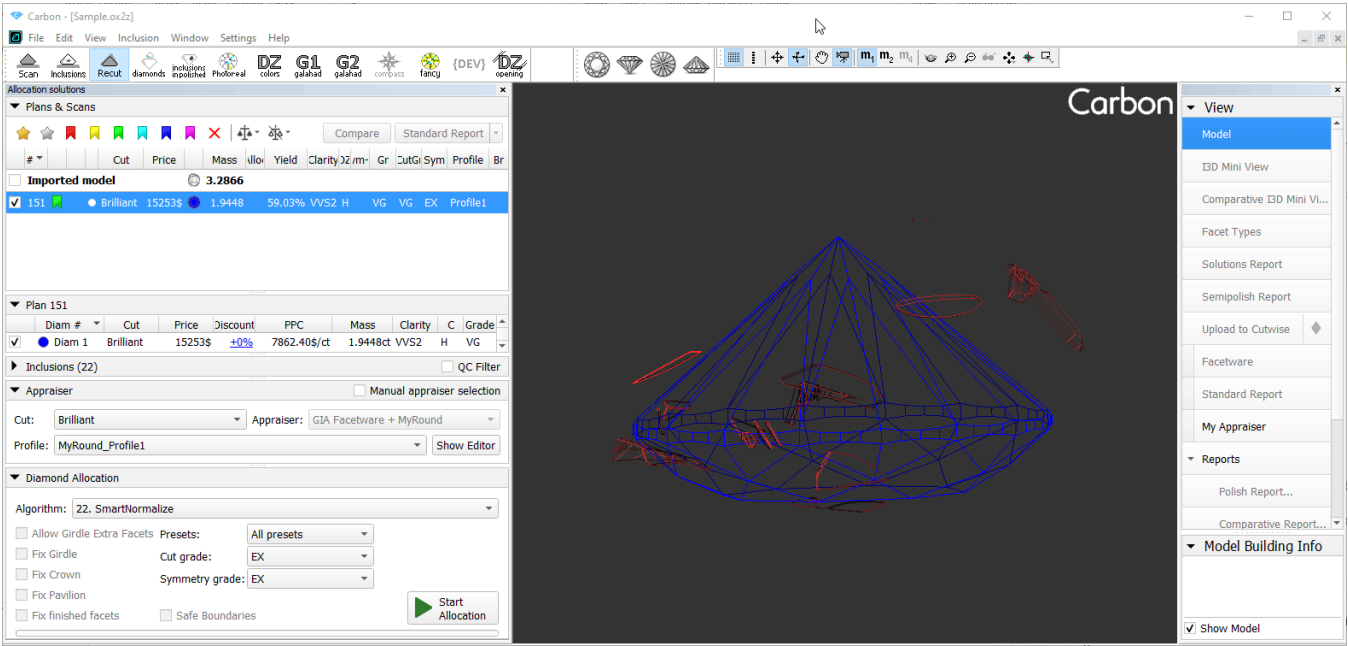 Carbon - [Sample.ox2z]
File Edit View Inclusion Window Settings Help
Scan Inclusions Recut diamonds inclusions inpolished Photoreal DZ colors G1 galahad G2 galahad compass fancy {DEV} DZ opening m1 m2 m4
Allocation solutions
Plans & Scans
Compare Standard Report
# Cut Price Mass Yield Clarity Gr Sym Profile Br
Imported model 3.2866
151 Brilliant 15253$ 1.9448 59.03% VVS2 H VG VG EX Profile1
Plan 151
Diam # Cut Price Discount PPC Mass Clarity C Grade
Diam 1 Brilliant 15253$ +0% 7862.40$/ct 1.9448ct VVS2 H VG
Inclusions (22) QC Filter
Appraiser Manual appraiser selection
Cut: Brilliant Appraiser: GIA Facetware + MyRound
Profile: MyRound_Profile1 Show Editor
Diamond Allocation
Algorithm: 22. SmartNormalize
Allow Girdle Extra Facets Presets: All presets
Fix Girdle Cut grade: EX
Fix Crown Symmetry grade: EX
Fix Pavilion
Fix finished facets Safe Boundaries
Start Allocation
Carbon
View
Model
I3D Mini View
Comparative I3D Mini Vi...
Facet Types
Solutions Report
Semipolish Report
Upload to Cutwise
Facetware
Standard Report
My Appraiser
Reports
Polish Report...
Comparative Report...
Model Building Info
Show Model